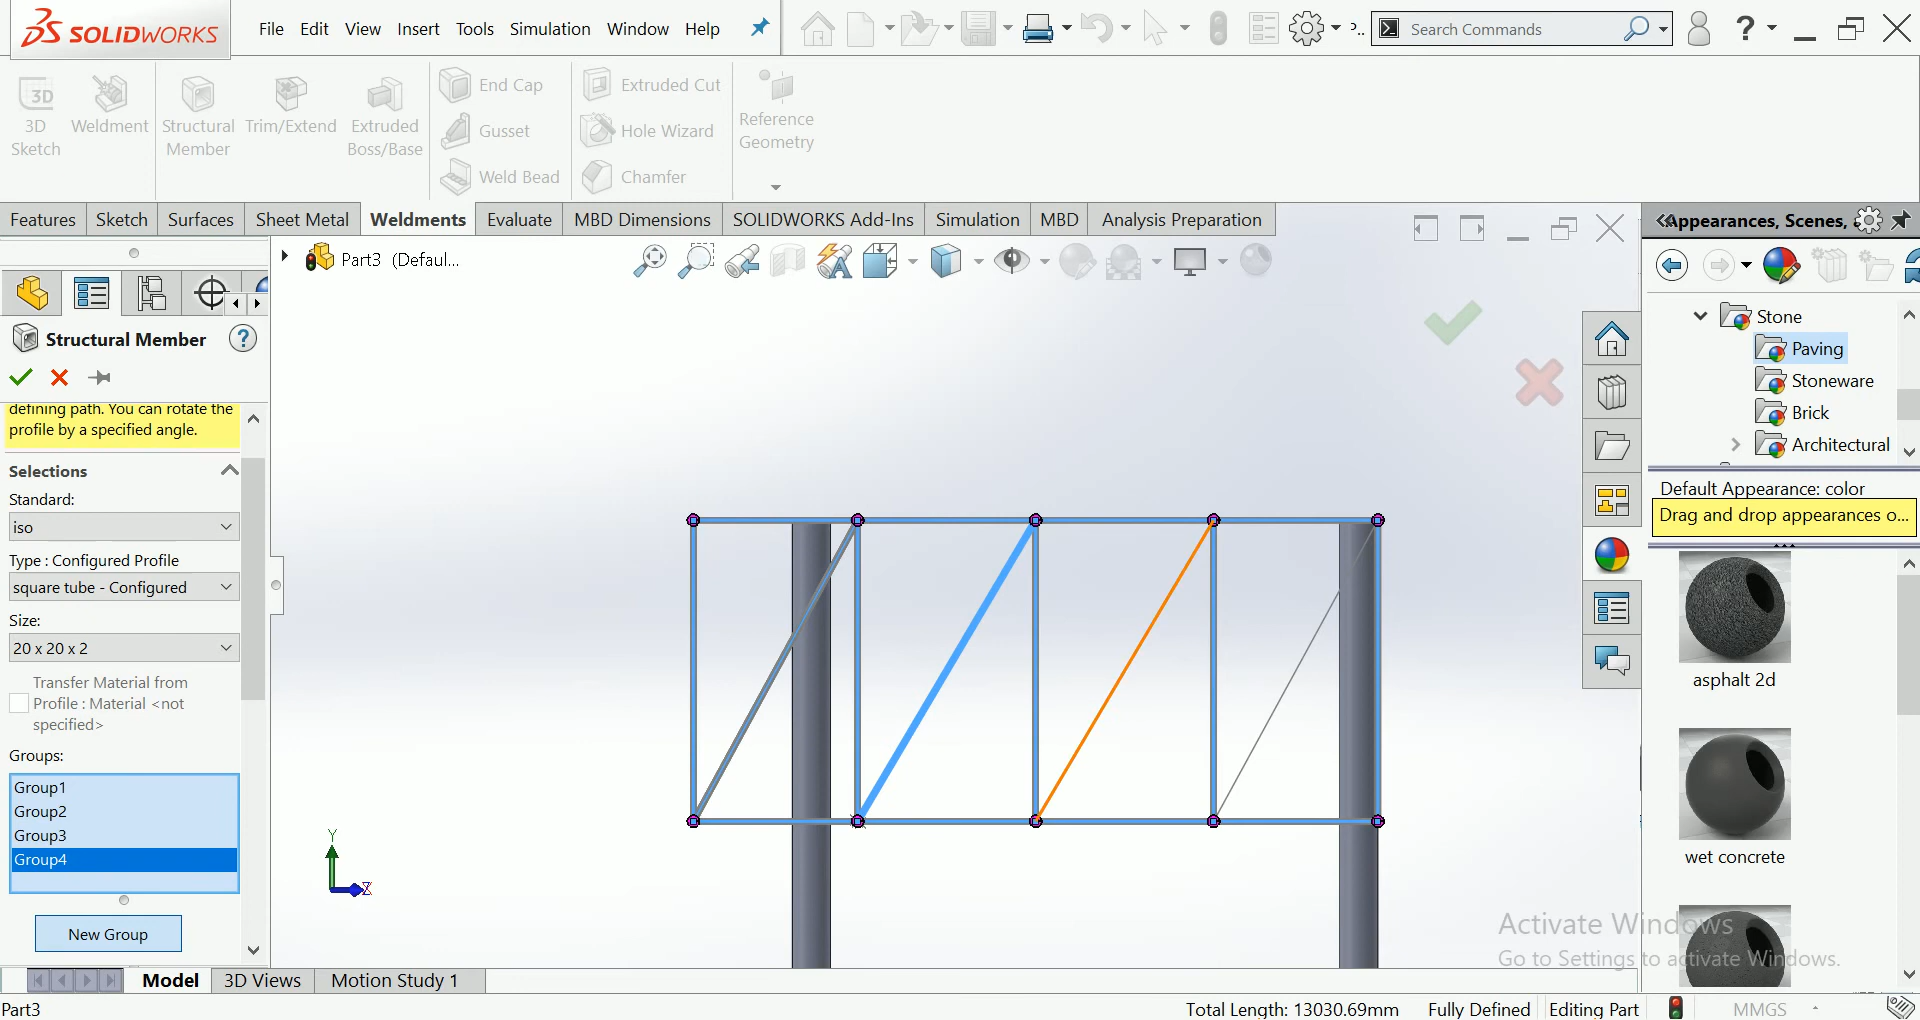 SOLIDWORKS
File Edit View Insert Tools Simulation Window Help
P..
Search Commands
?
3D
Sketch
Weldment
Structural
Member
Trim/Extend
Extruded
Boss/Base
End Cap
Gusset
Weld Bead
Extruded Cut
Hole Wizard
Chamfer
Reference
Geometry
Features Sketch Surfaces Sheet Metal Weldments Evaluate MBD Dimensions SOLIDWORKS Add-Ins Simulation MBD Analysis Preparation
Part3 (Defaul...
Structural Member
?
defining path. You can rotate the
profile by a specified angle.
Selections
Standard:
iso
Type : Configured Profile
square tube - Configured
Size:
20 x 20 x 2
Transfer Material from
Profile : Material <not
specified>
Groups:
Group1
Group2
Group3
Group4
New Group
Y
Z
Appearances, Scenes,
Stone
Paving
Stoneware
Brick
Architectural
Default Appearance: color
Drag and drop appearances o...
asphalt 2d
wet concrete
Activate Windows
Go to Settings to activate Windows.
Model 3D Views Motion Study 1
Part3
Total Length: 13030.69mm Fully Defined Editing Part MMGS